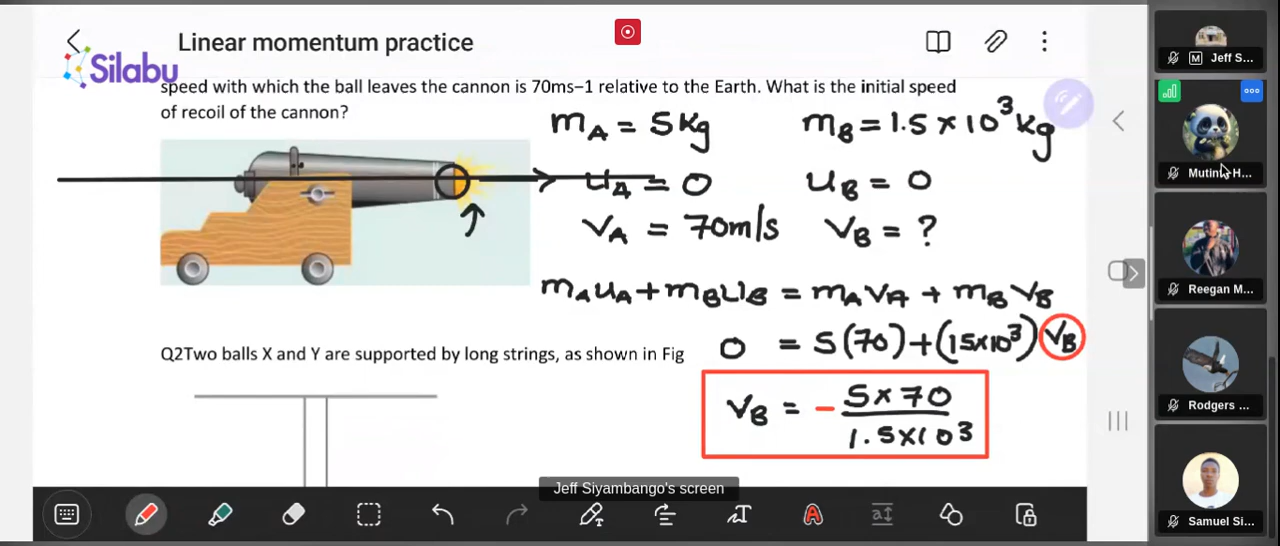 Linear momentum practice
Silabu
speed with which the ball leaves the cannon is 70ms−1 relative to the Earth. What is the initial speed
of recoil of the cannon?
mA = 5kg mB = 1.5 × 10³ kg
uA = 0 uB = 0
vA = 70m/s vB = ?
mAuA + mBuB = mAvA + mBvB
0 = 5(70) + (15×10³) vB
Q2Two balls X and Y are supported by long strings, as shown in Fig
vB = - 5 × 70 / 1.5×10³
Jeff Siyambango's screen
M Jeff S...
Mutin H...
Reegan M...
Rodgers ...
Samuel Si...